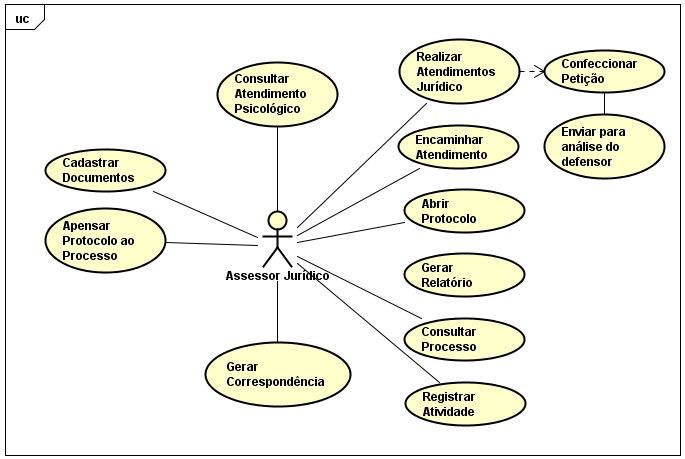 uc
Consultar
Atendimento
Psicológico
Realizar
Atendimentos
Jurídico
Confeccionar
Petição
Enviar para
análise do
defensor
Encaminhar
Atendimento
Cadastrar
Documentos
Abrir
Protocolo
Apensar
Protocolo ao
Processo
Assessor Jurídico
Gerar
Relatório
Consultar
Processo
Gerar
Correspondência
Registrar
Atividade